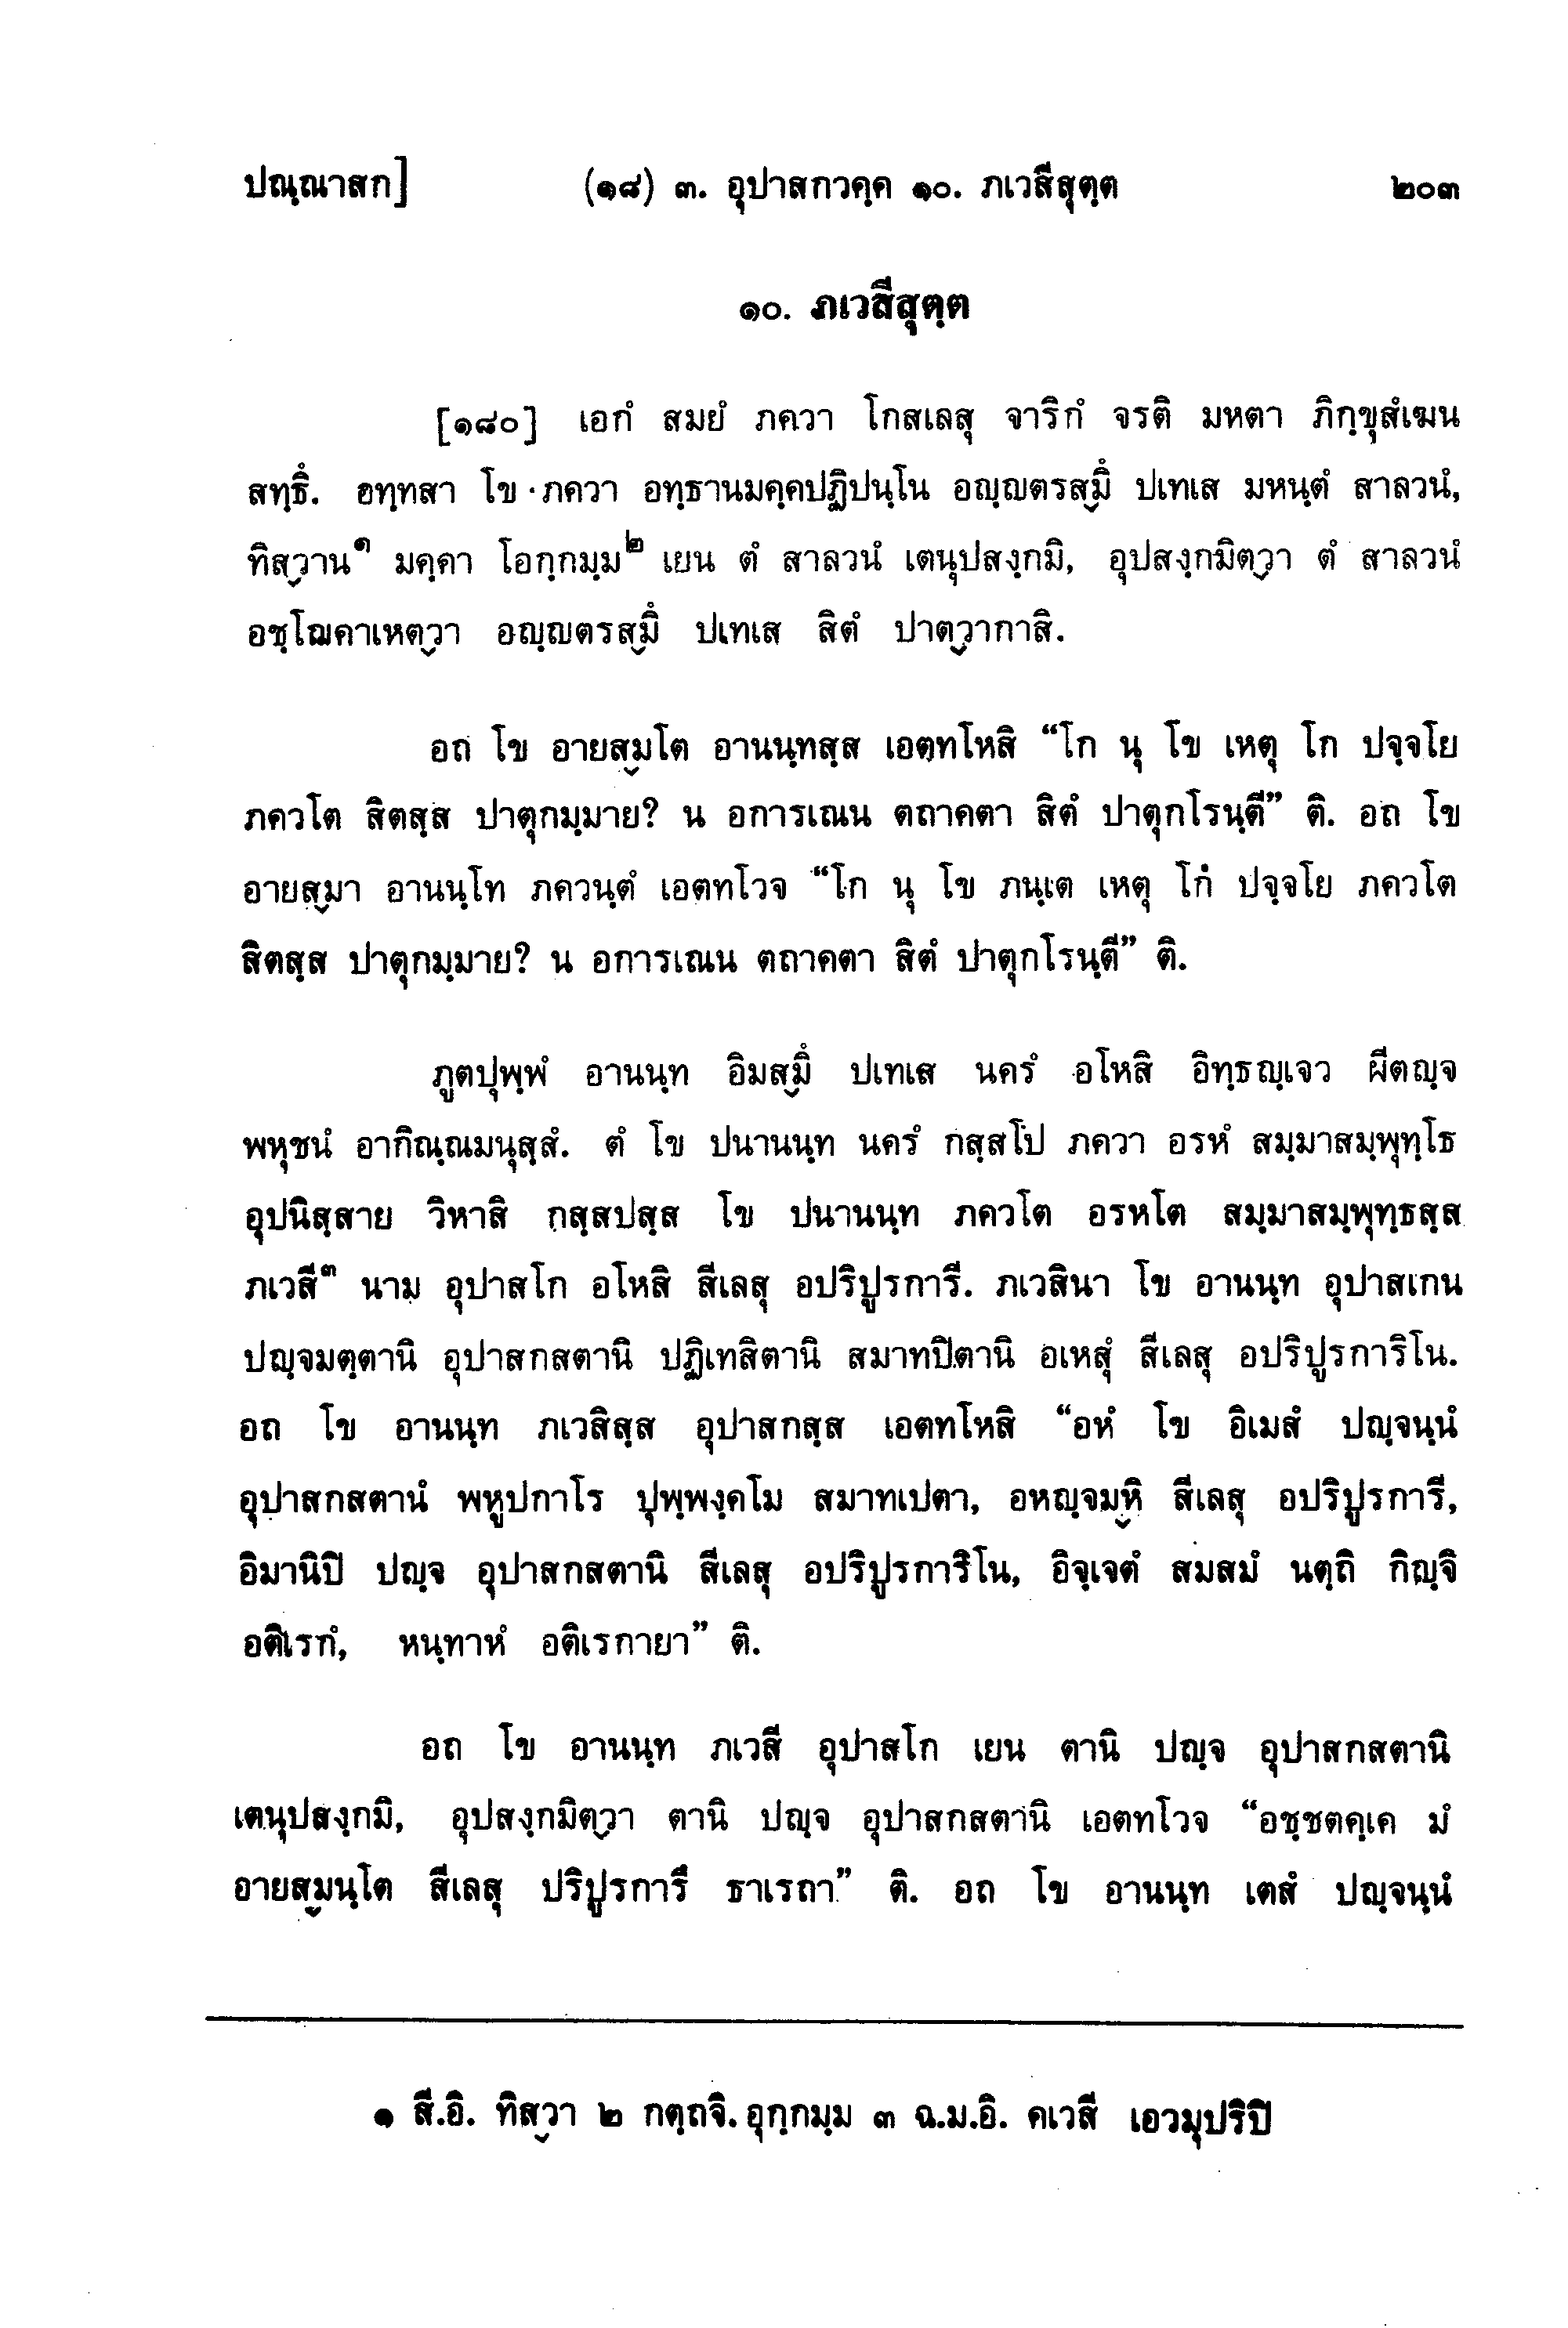 ปณฺณาสก] (๑๘) ๓. อุปาสกวคฺค ๑๐. ภเวสีสุตฺต ๒๐๓
๑๐. ภเวสีสุตฺต
[๑๘๐] เอกํ สมยํ ภควา โกสเลสุ จาริกํ จรติ มหตา ภิกฺขุสํเฆน
สทฺธึ. อทฺทสา โข ภควา อทฺธานมคฺคปฏิปนฺโน อญฺญตรสฺมึ ปเทเส มหนฺตํ สาลวนํ,
ทิสฺวาน๑ มคฺคา โอกฺกมฺม๒ เยน ตํ สาลวนํ เตนุปสงฺกมิ, อุปสงฺกมิตฺวา ตํ สาลวนํ
อชฺโฌคาเหตฺวา อญฺญตรสฺมึ ปเทเส สิตํ ปาตฺวากาสิ.
อถ โข อายสฺมโต อานนฺทสฺส เอตทโหสิ “โก นุ โข เหตุ โก ปจฺจโย
ภควโต สิตสฺส ปาตุกมฺมาย? น อการเณน ตถาคตา สิตํ ปาตุกโรนฺตี” ติ. อถ โข
อายสฺมา อานนฺโท ภควนฺตํ เอตทโวจ “โก นุ โข ภนฺเต เหตุ โก ปจฺจโย ภควโต
สิตสฺส ปาตุกมฺมาย? น อการเณน ตถาคตา สิตํ ปาตุกโรนฺตี” ติ.
ภูตปุพฺพํ อานนฺท อิมสฺมึ ปเทเส นครํ อโหสิ อิทฺธญฺเจว ผีตญฺจ
พหุชนํ อากิณฺณมนุสฺสํ. ตํ โข ปนานนฺท นครํ กสฺสโป ภควา อรหํ สมฺมาสมฺพุทฺโธ
อุปนิสฺสาย วิหาสิ กสฺสปสฺส โข ปนานนฺท ภควโต อรหโต สมฺมาสมฺพุทฺธสฺส
ภเวสี๓ นาม อุปาสโก อโหสิ สีเลสุ อปริปูรการี. ภเวสินา โข อานนฺท อุปาสเกน
ปญฺจมตฺตานิ อุปาสกสตานิ ปฏิเทสิตานิ สมาทปิตานิ อเหสุํ สีเลสุ อปริปูรการิโน.
อถ โข อานนฺท ภเวสิสฺส อุปาสกสฺส เอตทโหสิ “อหํ โข อิเมสํ ปญฺจนฺนํ
อุปาสกสตานํ พหูปกาโร ปุพฺพงฺคโม สมาทเปตา, อหญฺจมฺหิ สีเลสุ อปริปูรการี,
อิมานิปิ ปญฺจ อุปาสกสตานิ สีเลสุ อปริปูรการิโน, อิจฺเจตํ สมสมํ นตฺถิ กิญฺจิ
อติเรกํ, หนฺทาหํ อติเรกายา” ติ.
อถ โข อานนฺท ภเวสี อุปาสโก เยน ตานิ ปญฺจ อุปาสกสตานิ
เตนุปสงฺกมิ, อุปสงฺกมิตฺวา ตานิ ปญฺจ อุปาสกสตานิ เอตทโวจ “อชฺชตคฺเค มํ
อายสฺมนฺโต สีเลสุ ปริปูรการึ ธาเรถา” ติ. อถ โข อานนฺท เตสํ ปญฺจนฺนํ
๑ สี.อิ. ทิสฺวา ๒ กตฺถจิ. อุกฺกมฺม ๓ ฉ.ม.อิ. คเวสี เอวมุปริปิ